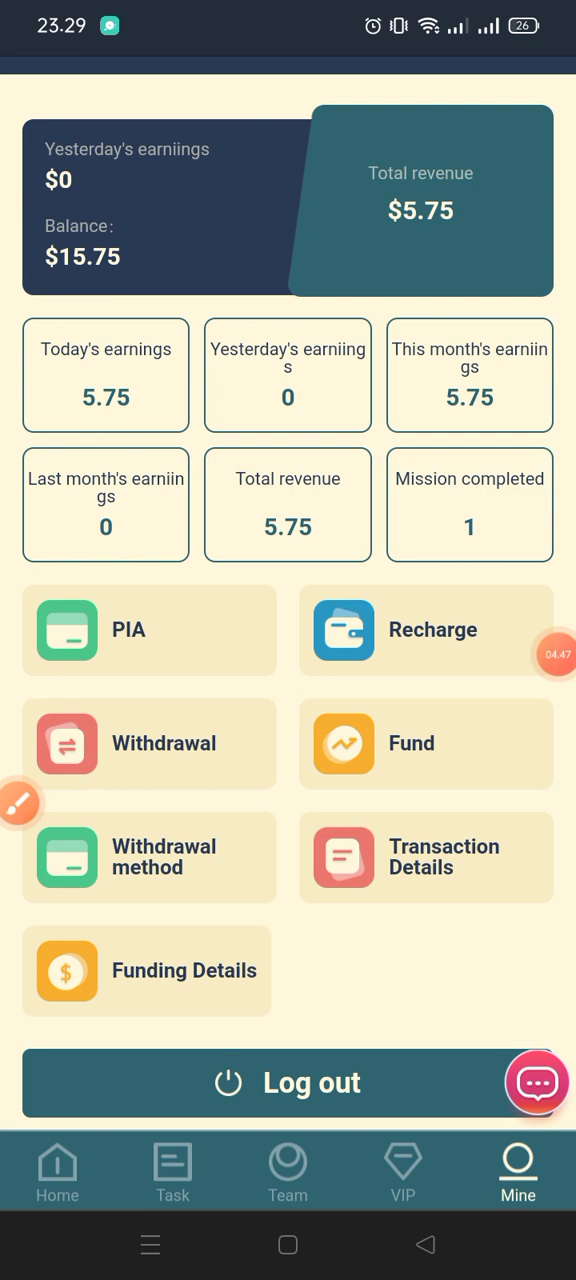 23.29
26
Yesterday's earniings
$0
Balance:
$15.75
Total revenue
$5.75
Today's earnings
5.75
Yesterday's earniing
s
0
This month's earniin
gs
5.75
Last month's earniin
gs
0
Total revenue
5.75
Mission completed
1
PIA
Recharge
04.47
Withdrawal
Fund
Withdrawal
method
Transaction
Details
Funding Details
Log out
Home
Task
Team
VIP
Mine